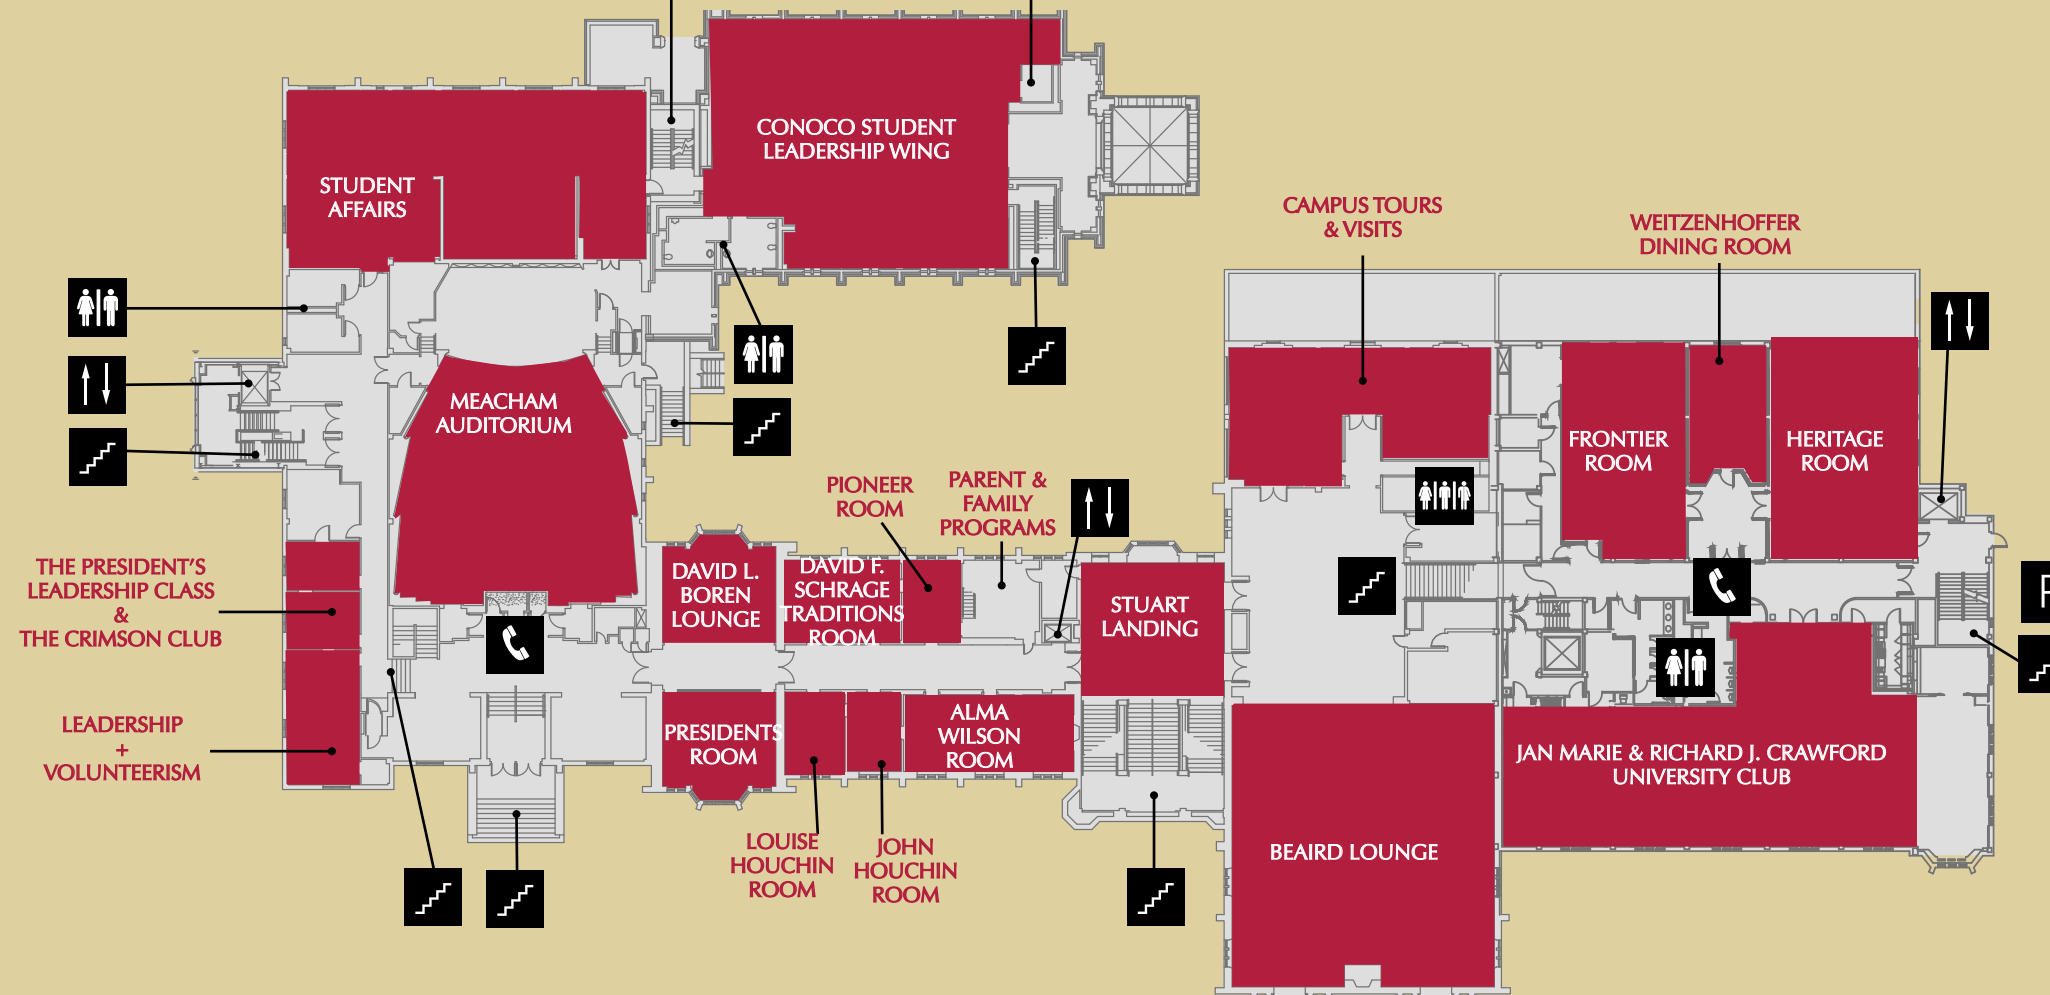 CONOCO STUDENT
LEADERSHIP WING
STUDENT
AFFAIRS
CAMPUS TOURS
& VISITS
WEITZENHOFFER
DINING ROOM
MEACHAM
AUDITORIUM
FRONTIER
ROOM
HERITAGE
ROOM
PIONEER
ROOM
PARENT &
FAMILY
PROGRAMS
THE PRESIDENT'S
LEADERSHIP CLASS
&
THE CRIMSON CLUB
DAVID L.
BOREN
LOUNGE
DAVID F.
SCHRAGE
TRADITIONS
ROOM
STUART
LANDING
LEADERSHIP
+
VOLUNTEERISM
PRESIDENTS
ROOM
ALMA
WILSON
ROOM
JAN MARIE & RICHARD J. CRAWFORD
UNIVERSITY CLUB
LOUISE
HOUCHIN
ROOM
JOHN
HOUCHIN
ROOM
BEAIRD LOUNGE